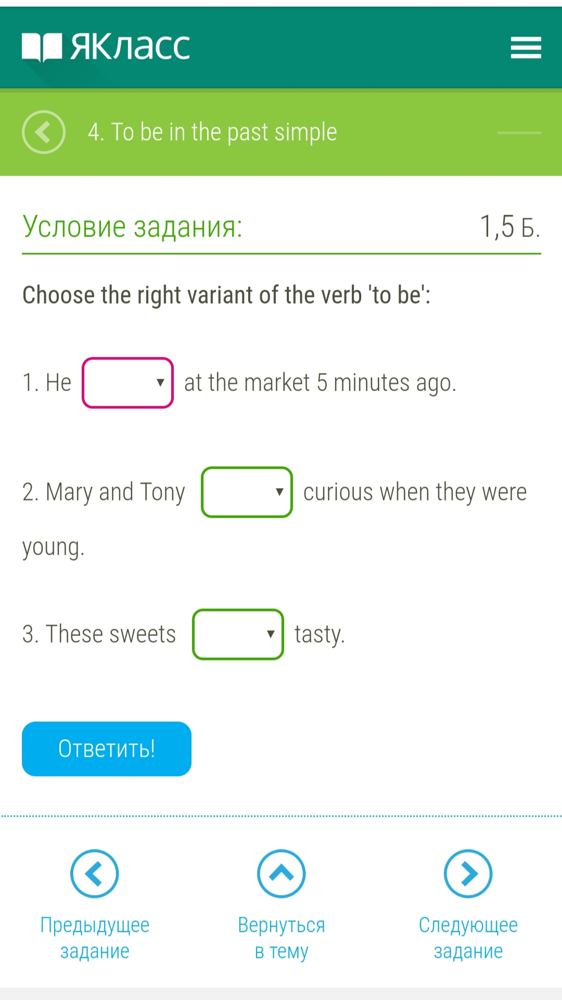 ЯКласс
4. To be in the past simple
Условие задания:
1,5 Б.
Choose the right variant of the verb 'to be':
1. He at the market 5 minutes ago.
2. Mary and Tony curious when they were
young.
3. These sweets tasty.
Ответить!
Предыдущее
задание
Вернуться
в тему
Следующее
задание